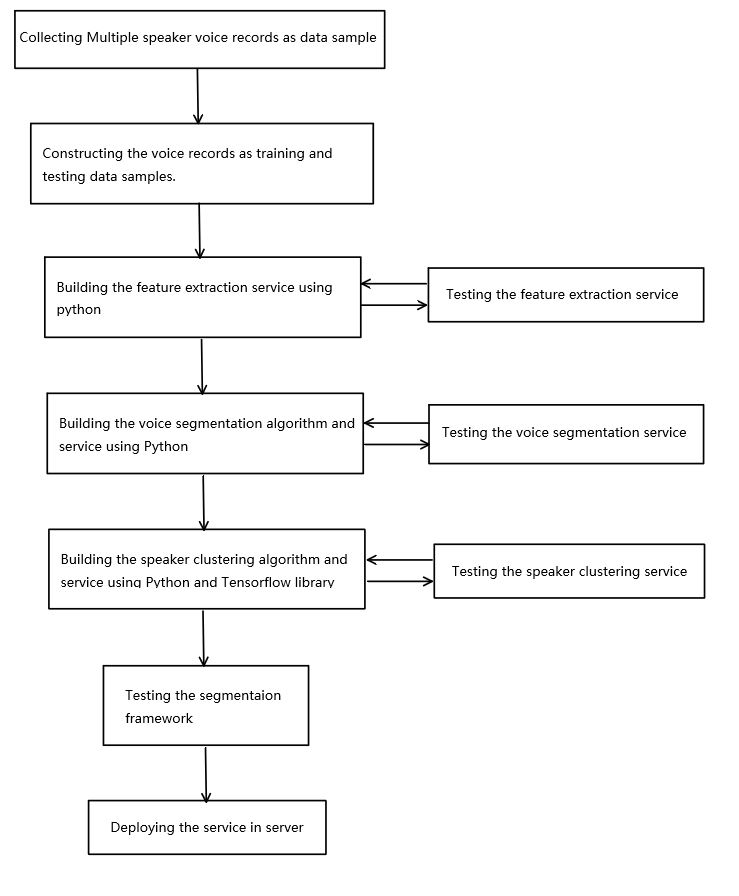 Collecting Multiple speaker voice records as data sample
Constructing the voice records as training and
testing data samples.
Building the feature extraction service using
python
Testing the feature extraction service
Building the voice segmentation algorithm and
service using Python
Testing the voice segmentation service
Building the speaker clustering algorithm and
service using Python and Tensorflow library
Testing the speaker clustering service
Testing the segmentaion
framework
Deploying the service in server